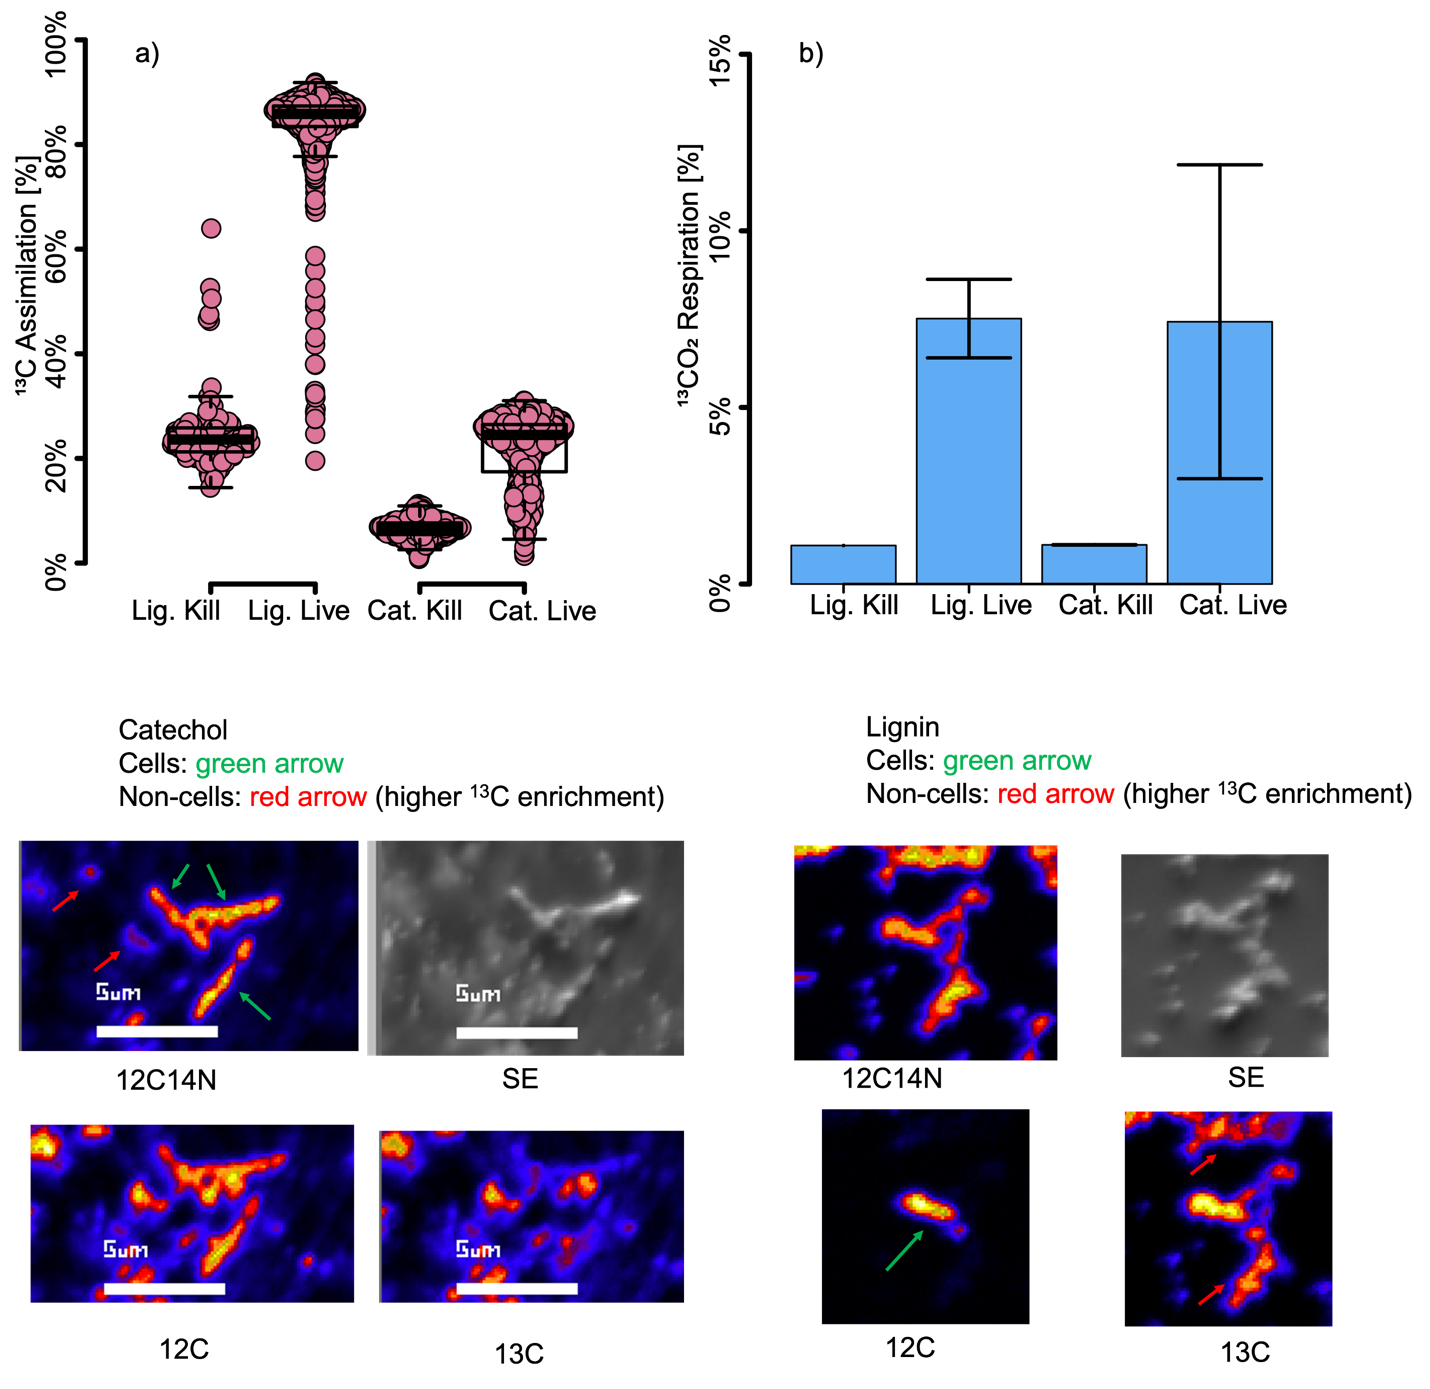 a)
¹³C Assimilation [%]
100%
80%
60%
40%
20%
0%
Lig. Kill
Lig. Live
Cat. Kill
Cat. Live
b)
¹³CO₂ Respiration [%]
15%
10%
5%
0%
Lig. Kill
Lig. Live
Cat. Kill
Cat. Live
Catechol
Cells: green arrow
Non-cells: red arrow (higher ¹³C enrichment)
5um
12C14N
5um
SE
5um
12C
5um
13C
Lignin
Cells: green arrow
Non-cells: red arrow (higher ¹³C enrichment)
12C14N
SE
12C
13C